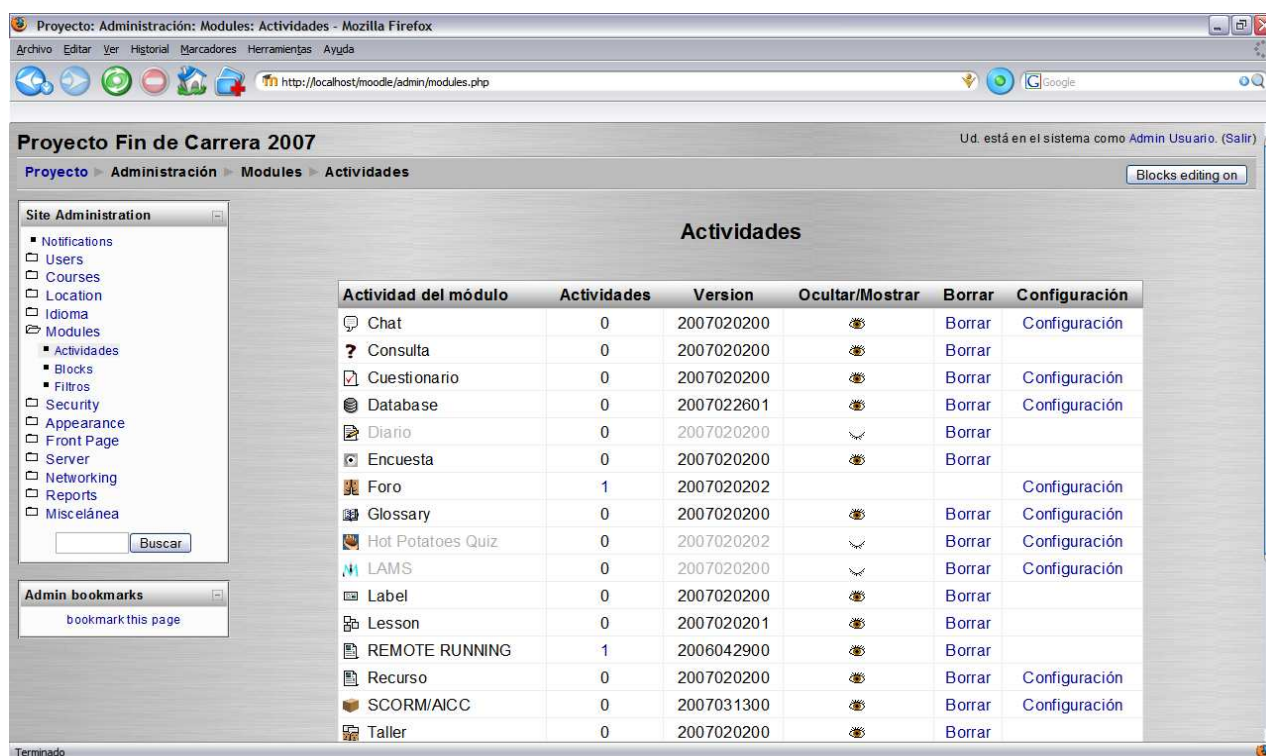 Proyecto: Administración: Modules: Actividades - Mozilla Firefox
Archivo Editar Ver Historial Marcadores Herramientas Ayuda
http://localhost/moodle/admin/modules.php
Google
Proyecto Fin de Carrera 2007
Ud. está en el sistema como Admin Usuario. (Salir)
Proyecto Administración Modules Actividades
Blocks editing on
Site Administration
Notifications
Users
Courses
Location
Idioma
Modules
Actividades
Blocks
Filtros
Security
Appearance
Front Page
Server
Networking
Reports
Miscelánea
Buscar
Admin bookmarks
bookmark this page
Actividades
Actividad del módulo Actividades Version Ocultar/Mostrar Borrar Configuración
Chat 0 2007020200 Borrar Configuración
Consulta 0 2007020200 Borrar
Cuestionario 0 2007020200 Borrar Configuración
Database 0 2007022601 Borrar Configuración
Diario 0 2007020200 Borrar
Encuesta 0 2007020200 Borrar
Foro 1 2007020202 Configuración
Glossary 0 2007020200 Borrar Configuración
Hot Potatoes Quiz 0 2007020202 Borrar Configuración
LAMS 0 2007020200 Borrar Configuración
Label 0 2007020200 Borrar
Lesson 0 2007020201 Borrar
REMOTE RUNNING 1 2006042900 Borrar
Recurso 0 2007020200 Borrar Configuración
SCORM/AICC 0 2007031300 Borrar Configuración
Taller 0 2007020200 Borrar
Terminado